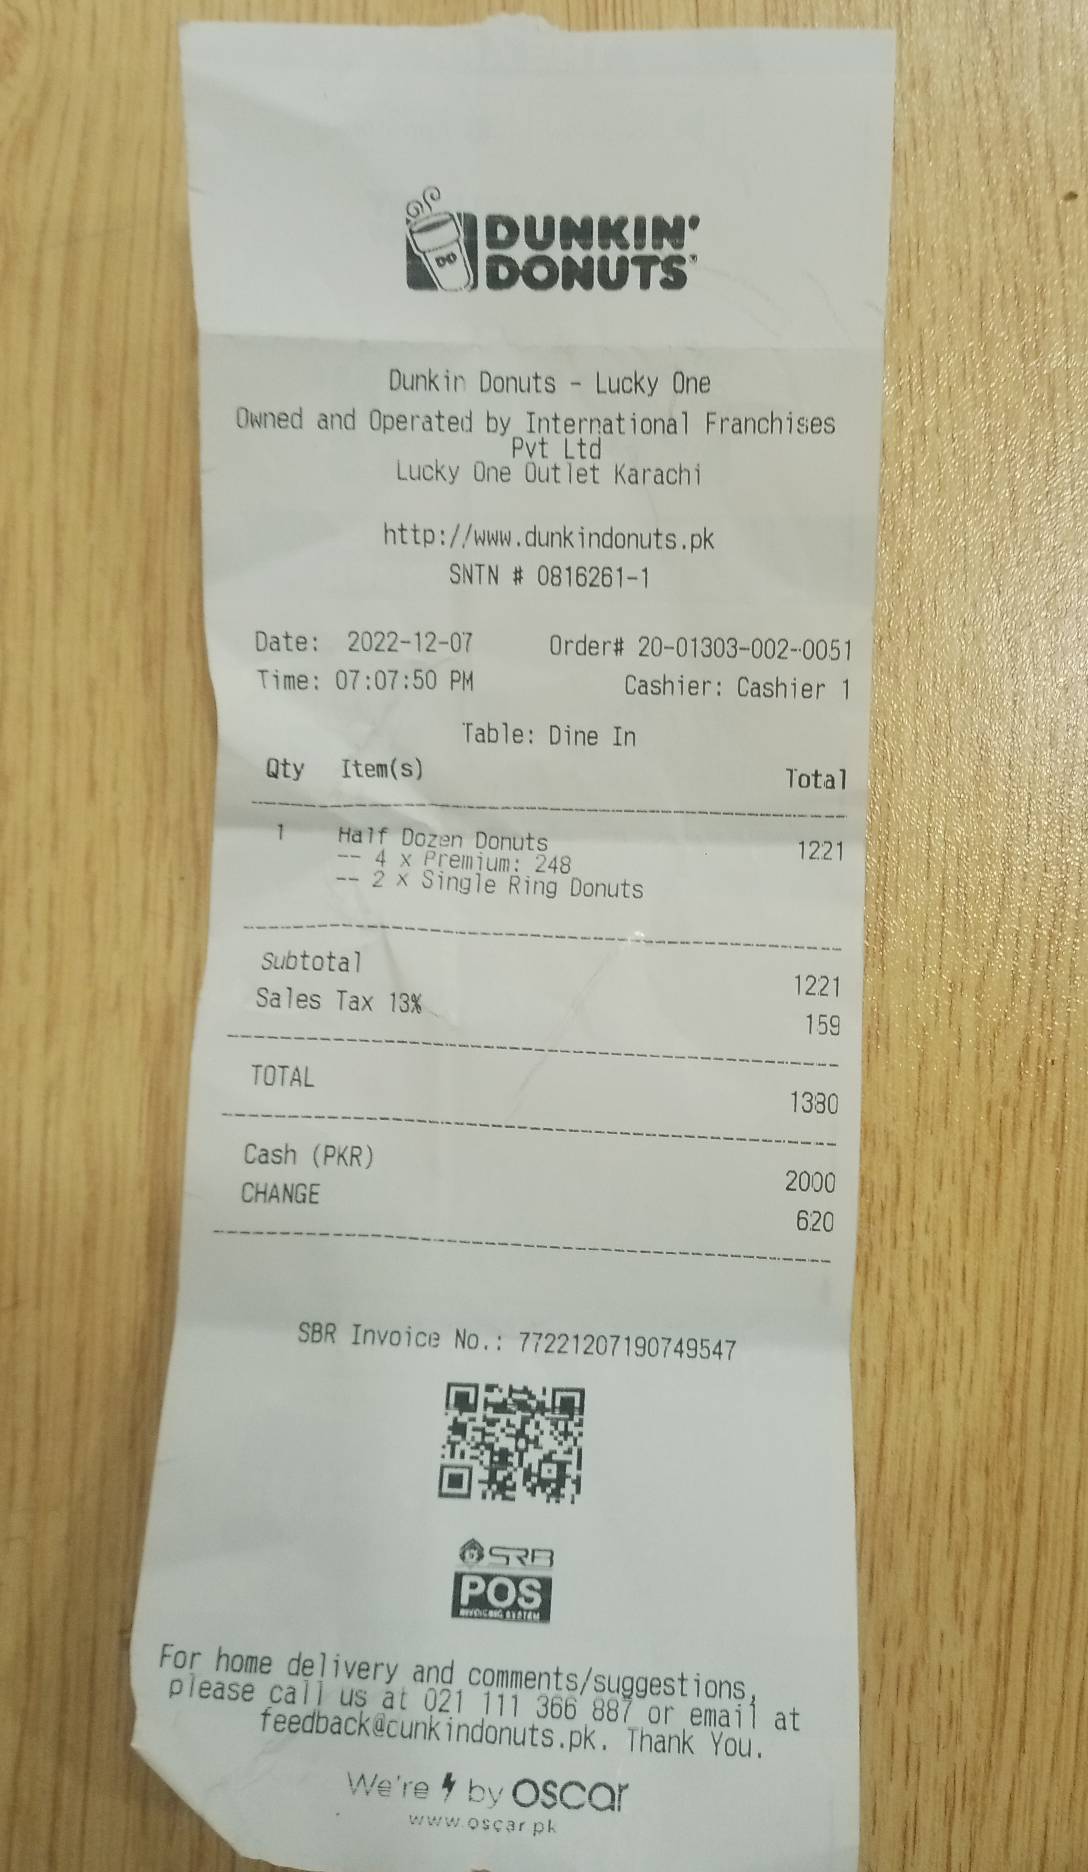 DD
DUNKIN'
DONUTS
Dunkin Donuts - Lucky One
Owned and Operated by International Franchises
Pvt Ltd
Lucky One Outlet Karachi
http://www.dunkindonuts.pk
SNTN # 0816261-1
Date: 2022-12-07 Order# 20-01303-002-0051
Time: 07:07:50 PM Cashier: Cashier 1
Table: Dine In
Qty Item(s) Total
1 Half Dozen Donuts 1221
-- 4 x Premium: 248
-- 2 x Single Ring Donuts
Subtotal 1221
Sales Tax 13% 159
TOTAL 1380
Cash (PKR) 2000
CHANGE 620
SBR Invoice No.: 77221207190749547
SRB
POS
INVOICING SYSTEM
For home delivery and comments/suggestions,
please call us at 021 111 366 887 or email at
feedback@cunkindonuts.pk. Thank You.
We're by oscar
www.oscar.pk